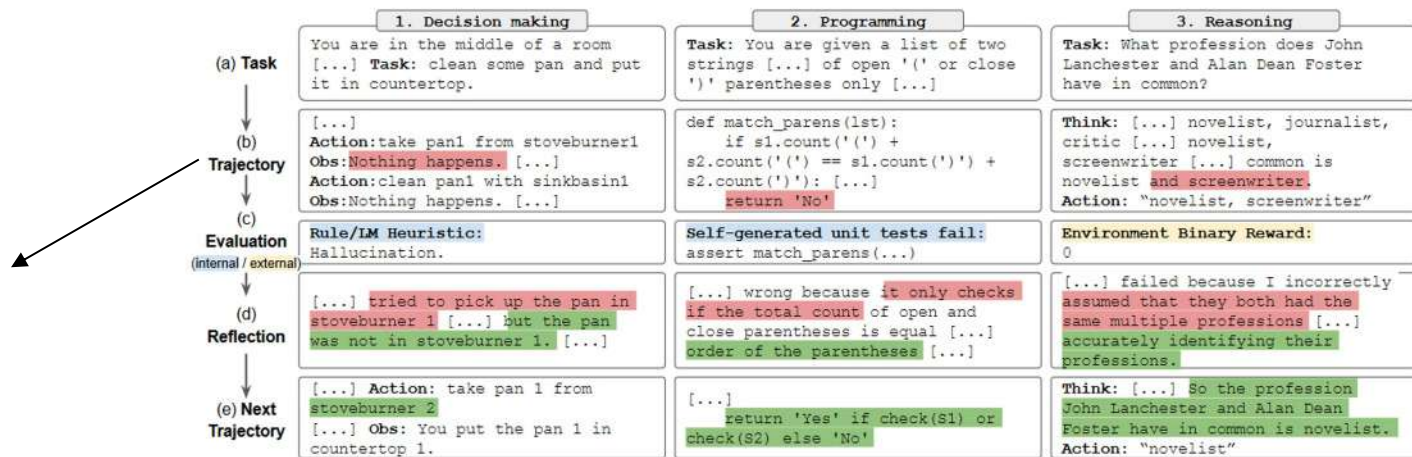 1. Decision making
2. Programming
3. Reasoning
(a) Task
You are in the middle of a room
[...] Task: clean some pan and put
it in countertop.
Task: You are given a list of two
strings [...] of open '(' or close
')' parentheses only [...]
Task: What profession does John
Lanchester and Alan Dean Foster
have in common?
(b)
Trajectory
[...]
Action:take pan1 from stoveburner1
Obs:Nothing happens. [...]
Action:clean pan1 with sinkbasin1
Obs:Nothing happens. [...]
def match_parens(lst):
if s1.count('(') +
s2.count('(') == s1.count(')') +
s2.count(')'): [...]
return 'No'
Think: [...] novelist, journalist,
critic [...] novelist,
screenwriter [...] common is
novelist and screenwriter.
Action: "novelist, screenwriter"
(c)
Evaluation
(internal / external)
Rule/LM Heuristic:
Hallucination.
Self-generated unit tests fail:
assert match_parens(...)
Environment Binary Reward:
0
(d)
Reflection
[...] tried to pick up the pan in
stoveburner 1 [...] but the pan
was not in stoveburner 1. [...]
[...] wrong because it only checks
if the total count of open and
close parentheses is equal [...]
order of the parentheses [...]
[...] failed because I incorrectly
assumed that they both had the
same multiple professions [...]
accurately identifying their
professions.
(e) Next
Trajectory
[...] Action: take pan 1 from
stoveburner 2
[...] Obs: You put the pan 1 in
countertop 1.
[...]
return 'Yes' if check(S1) or
check(S2) else 'No'
Think: [...] So the profession
John Lanchester and Alan Dean
Foster have in common is novelist.
Action: "novelist"